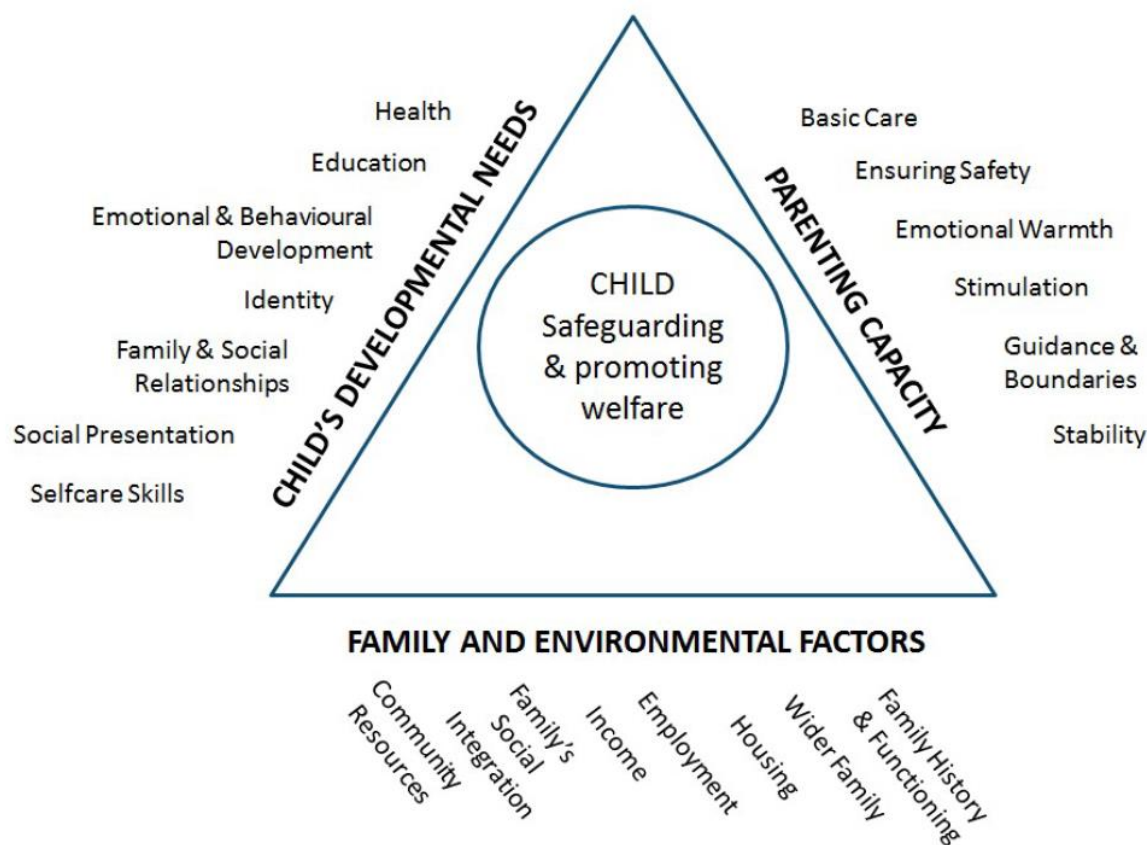 Health
Education
Emotional & Behavioural
Development
Identity
Family & Social
Relationships
Social Presentation
Selfcare Skills
CHILD'S DEVELOPMENTAL NEEDS
CHILD
Safeguarding
& promoting
welfare
PARENTING CAPACITY
Basic Care
Ensuring Safety
Emotional Warmth
Stimulation
Guidance &
Boundaries
Stability
FAMILY AND ENVIRONMENTAL FACTORS
Community
Resources
Family's
Social
Integration
Income
Employment
Housing
Wider Family
Family History
& Functioning